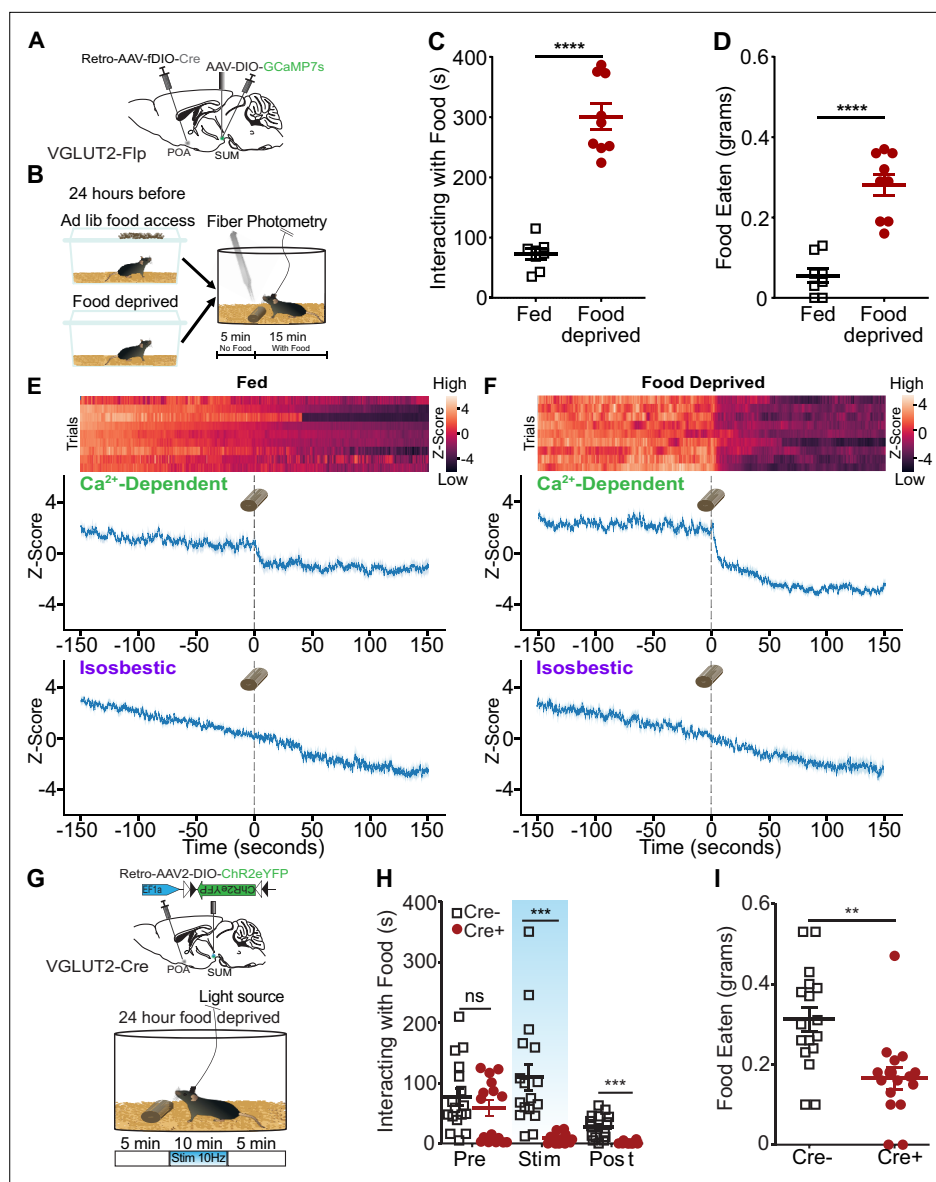 A
Retro-AAV-fDIO-Cre
AAV-DIO-GCaMP7s
VGLUT2-Flp
POA
SUM
B
24 hours before
Ad lib food access
Food deprived
Fiber Photometry
5 min
No Food
15 min
With Food
C
Interacting with Food (s)
400
300
200
100
0
****
Fed
Food
deprived
D
Food Eaten (grams)
0.6
0.4
0.2
0
****
Fed
Food
deprived
E
Fed
Trials
High
4
0
-4
Low
Z-Score
Ca²⁺-Dependent
Z-Score
4
0
-4
-150 -100 -50 0 50 100 150
Isosbestic
Z-Score
4
0
-4
-150 -100 -50 0 50 100 150
Time (seconds)
F
Food Deprived
Trials
High
4
0
-4
Low
Z-Score
Ca²⁺-Dependent
Z-Score
4
0
-4
-150 -100 -50 0 50 100 150
Isosbestic
Z-Score
4
0
-4
-150 -100 -50 0 50 100 150
Time (seconds)
G
Retro-AAV2-DIO-ChR2eYFP
EF1a
ChR2eYFP
VGLUT2-Cre
POA
SUM
Light source
24 hour food deprived
5 min 10 min 5 min
Stim 10Hz
H
Interacting with Food (s)
400
300
200
100
0
Cre-
Cre+
ns
***
***
Pre Stim Post
I
Food Eaten (grams)
0.6
0.4
0.2
0
**
Cre- Cre+